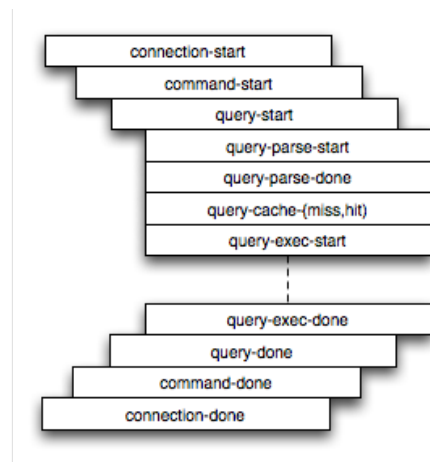 connection-start
command-start
query-start
query-parse-start
query-parse-done
query-cache-(miss,hit)
query-exec-start
query-exec-done
query-done
command-done
connection-done